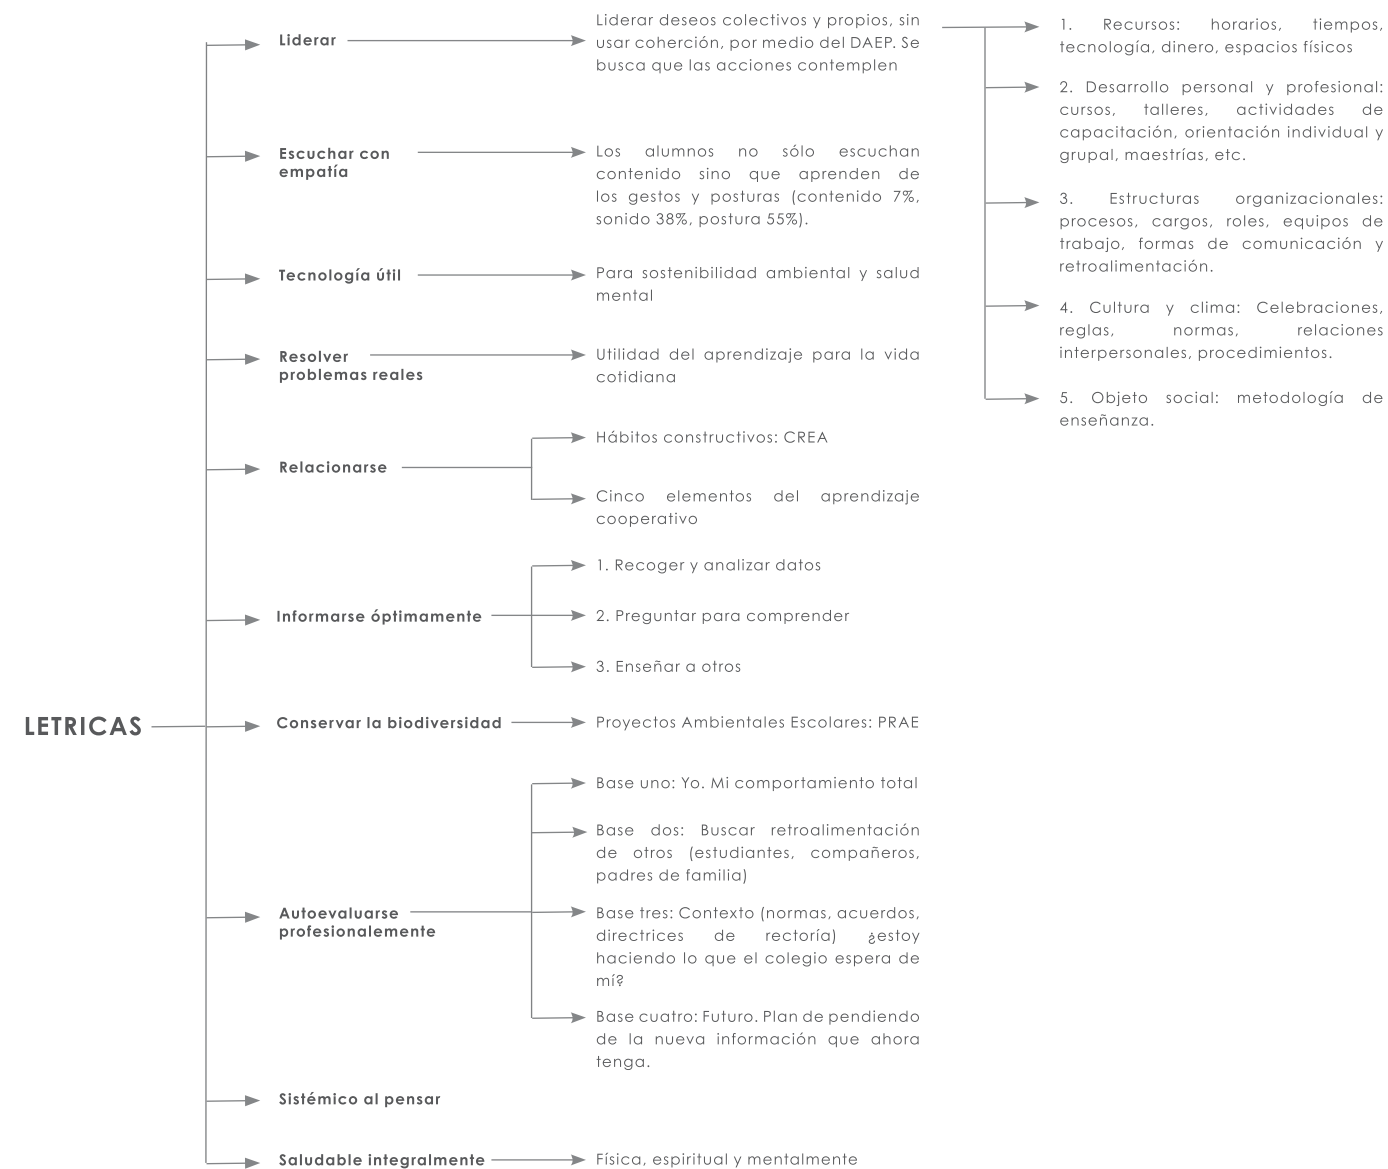 LETRICAS
Liderar
Liderar deseos colectivos y propios, sin
usar coherción, por medio del DAEP. Se
busca que las acciones contemplen
1. Recursos: horarios, tiempos,
tecnología, dinero, espacios físicos
2. Desarrollo personal y profesional:
cursos, talleres, actividades de
capacitación, orientación individual y
grupal, maestrías, etc.
3. Estructuras organizacionales:
procesos, cargos, roles, equipos de
trabajo, formas de comunicación y
retroalimentación.
4. Cultura y clima: Celebraciones,
reglas, normas, relaciones
interpersonales, procedimientos.
5. Objeto social: metodología de
enseñanza.
Escuchar con
empatía
Los alumnos no sólo escuchan
contenido sino que aprenden de
los gestos y posturas (contenido 7%,
sonido 38%, postura 55%).
Tecnología útil
Para sostenibilidad ambiental y salud
mental
Resolver
problemas reales
Utilidad del aprendizaje para la vida
cotidiana
Relacionarse
Hábitos constructivos: CREA
Cinco elementos del aprendizaje
cooperativo
Informarse óptimamente
1. Recoger y analizar datos
2. Preguntar para comprender
3. Enseñar a otros
Conservar la biodiversidad
Proyectos Ambientales Escolares: PRAE
Autoevaluarse
profesionalemente
Base uno: Yo. Mi comportamiento total
Base dos: Buscar retroalimentación
de otros (estudiantes, compañeros,
padres de familia)
Base tres: Contexto (normas, acuerdos,
directrices de rectoría) ¿estoy
haciendo lo que el colegio espera de
mí?
Base cuatro: Futuro. Plan de pendiendo
de la nueva información que ahora
tenga.
Sistémico al pensar
Saludable integralmente
Física, espiritual y mentalmente